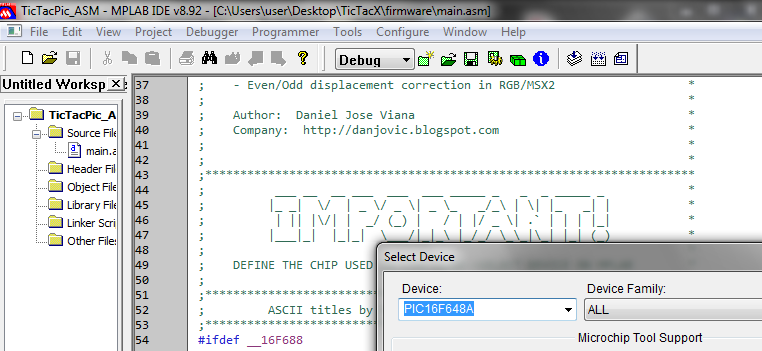 TicTacPic_ASM - MPLAB IDE v8.92 - [C:\Users\user\Desktop\TicTacX\firmware\main.asm]
File Edit View Project Debugger Programmer Tools Configure Window Help
Debug
Untitled Worksp
TicTacPic_A
Source File
main.a
Header Fil
Object File
Library File
Linker Scri
Other Files
37 ; - Even/Odd displacement correction in RGB/MSX2 *
38 ; *
39 ; Author: Daniel Jose Viana *
40 ; Company: http://danjovic.blogspot.com *
41 ; *
42 ; *
43 ;********************************************************************
44 ; *
45 ; IMPORTANT! *
46 ; *
47 ; *
48 ;
49 ; DEFINE THE CHIP USED
50 ;
51 ;
52 ; ASCII titles by
53 ;
54 #ifdef __16F688
Select Device
Device:
Device Family:
PIC16F648A
ALL
Microchip Tool Support